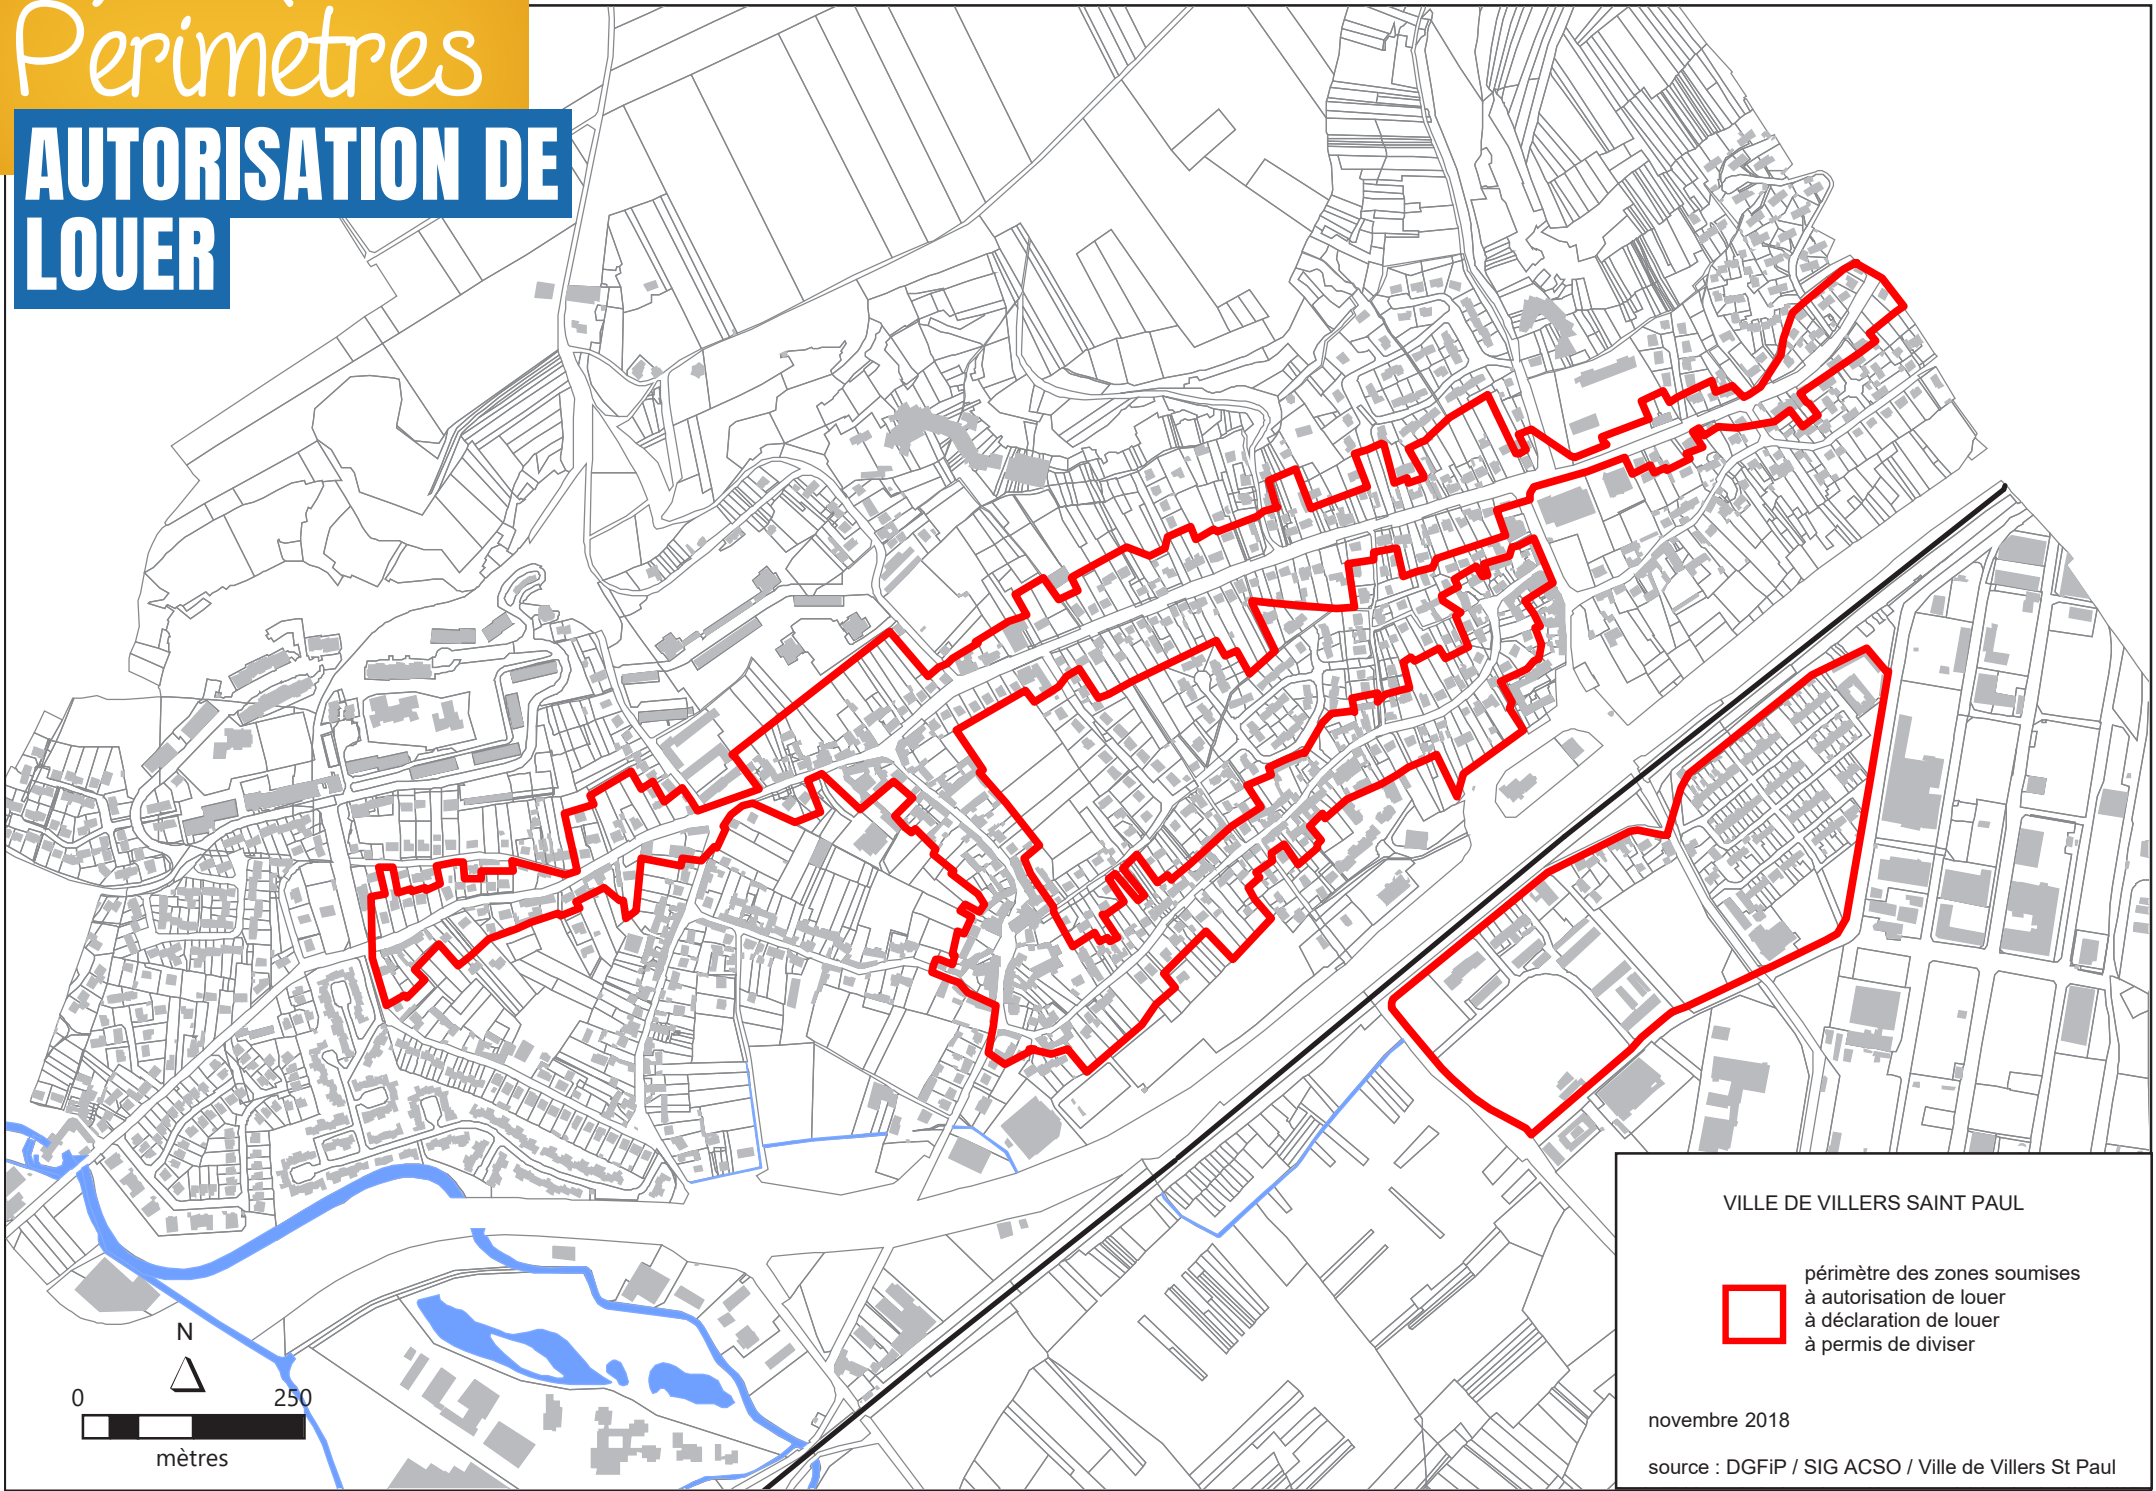 Périmètres
AUTORISATION DE
LOUER
VILLE DE VILLERS SAINT PAUL
périmètre des zones soumises
à autorisation de louer
à déclaration de louer
à permis de diviser
novembre 2018
source : DGFiP / SIG ACSO / Ville de Villers St Paul
N
0 250
mètres